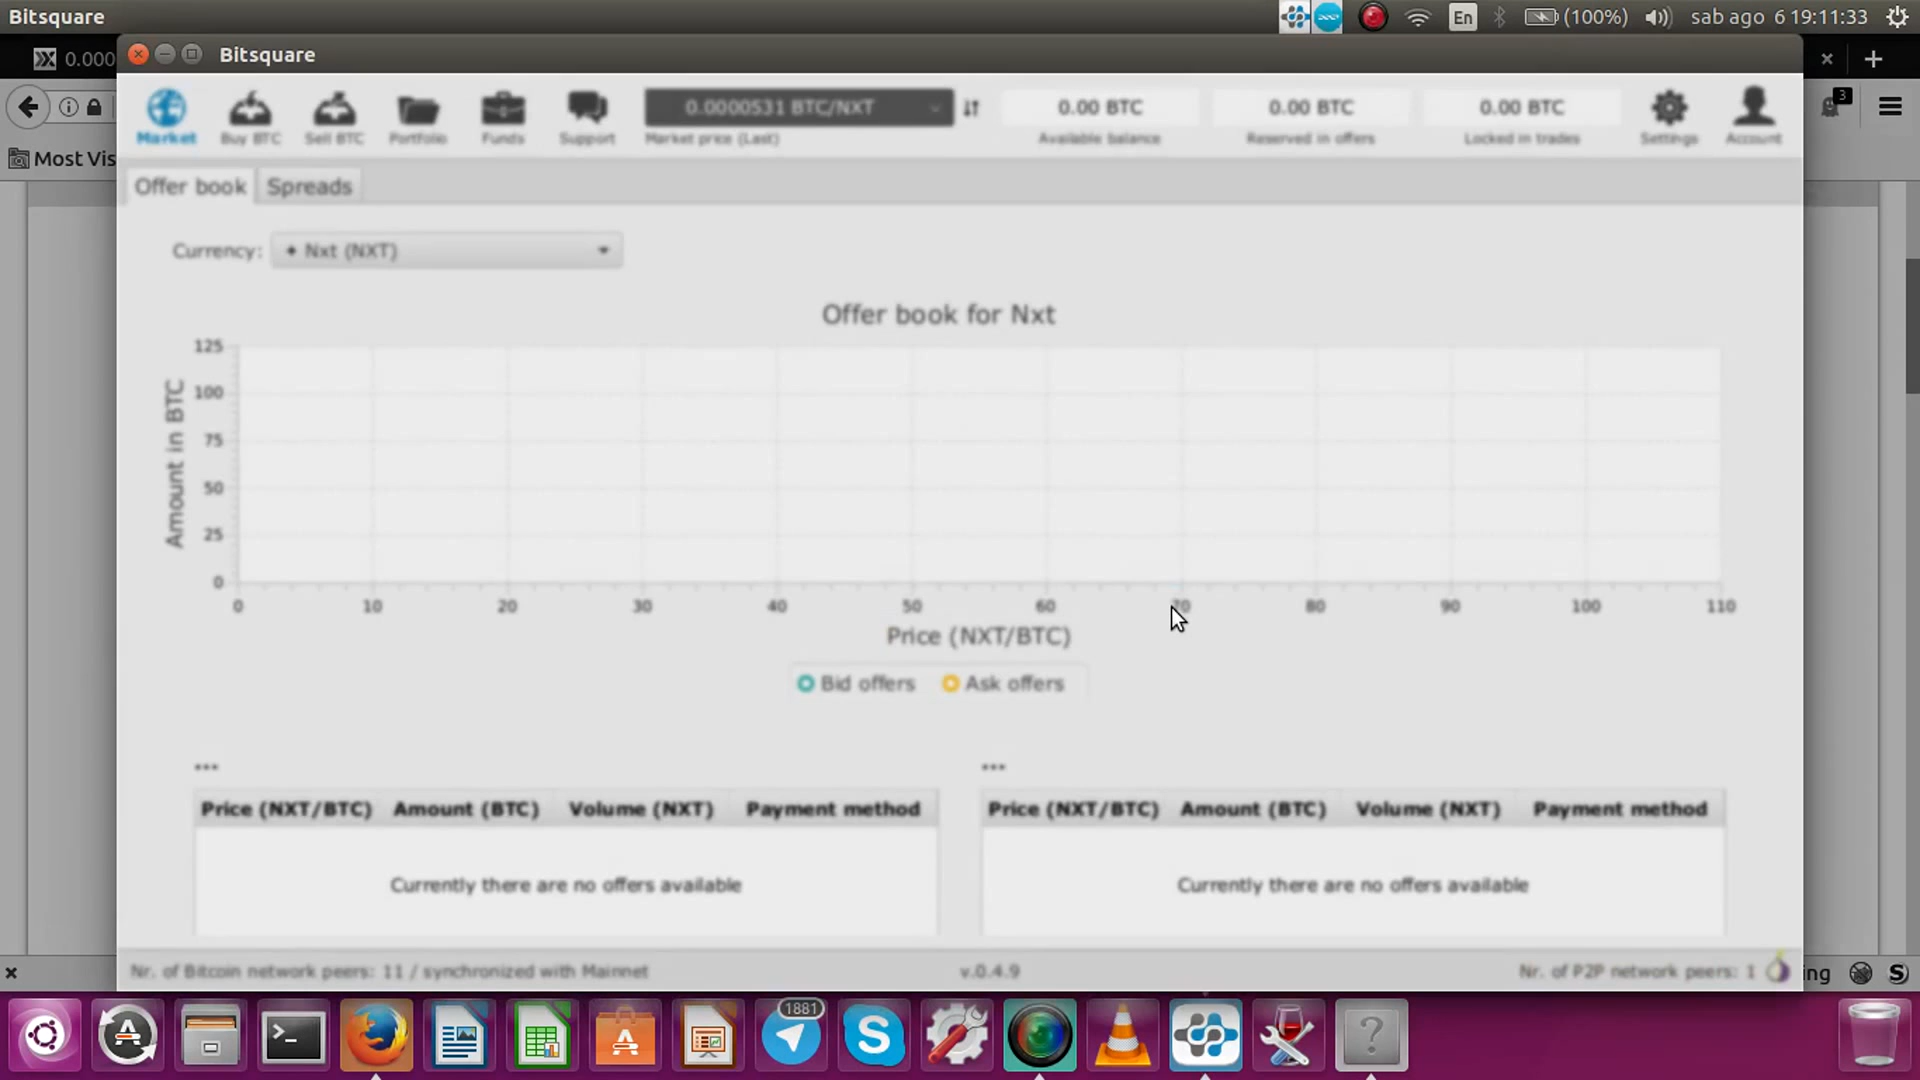 Bitsquare
En
(100%)
sab ago 6 19:11:33
0.000
Bitsquare
3
Most Vis
Market
Buy BTC
Sell BTC
Portfolio
Funds
Support
0.0000531 BTC/NXT
Market price (Last)
0.00 BTC
Available balance
0.00 BTC
Reserved in offers
0.00 BTC
Locked in trades
Settings
Account
Offer book
Spreads
Currency:
Nxt (NXT)
Offer book for Nxt
Amount in BTC
125
100
75
50
25
0
0 10 20 30 40 50 60 70 80 90 100 110
Price (NXT/BTC)
Bid offers
Ask offers
...
Price (NXT/BTC) Amount (BTC) Volume (NXT) Payment method
Currently there are no offers available
...
Price (NXT/BTC) Amount (BTC) Volume (NXT) Payment method
Currently there are no offers available
Nr. of Bitcoin network peers: 11 / synchronized with Mainnet
v.0.4.9
Nr. of P2P network peers: 1
ing
1881